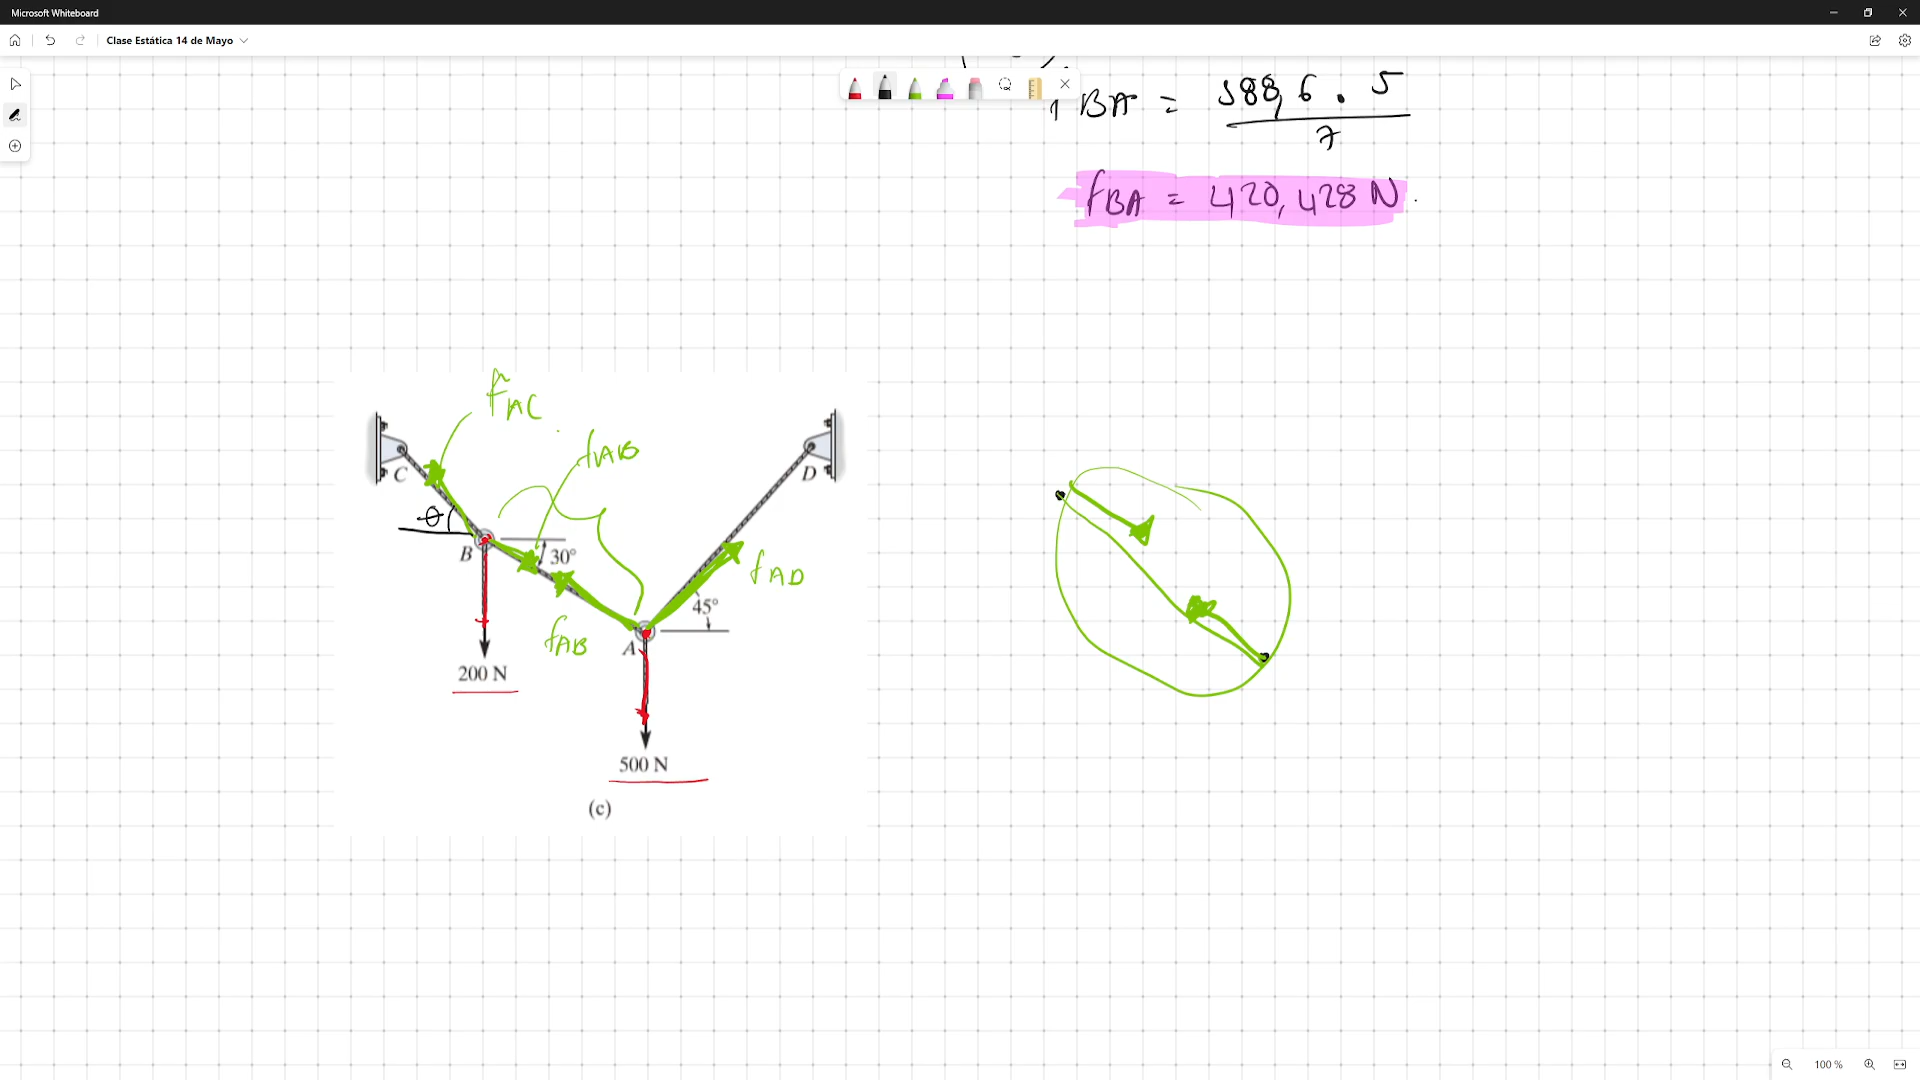 Microsoft Whiteboard
Clase Estática 14 de Mayo
fBA = 588,6 . 5
7
fBA = 420,428 N.
FAC
fAB
C
D
θ
B
30°
fAD
45°
fAB
A
200 N
500 N
(c)
100 %